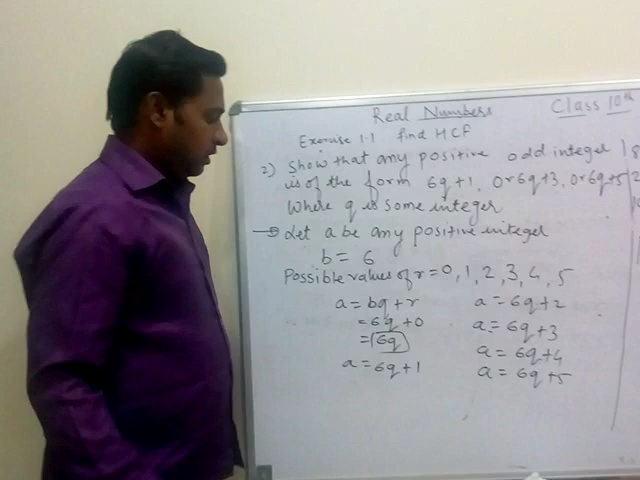 Real Numbers Class 10th
Exercise 1.1 find HCF
2) Show that any positive odd integer
is of the form 6q+1, or 6q+3, or 6q+5
Where q is some integer
→ Let a be any positive integer
b = 6
Possible values of r = 0, 1, 2, 3, 4, 5
a = bq + r
= 6q + 0
= 6q
a = 6q + 1
a = 6q + 2
a = 6q + 3
a = 6q + 4
a = 6q + 5